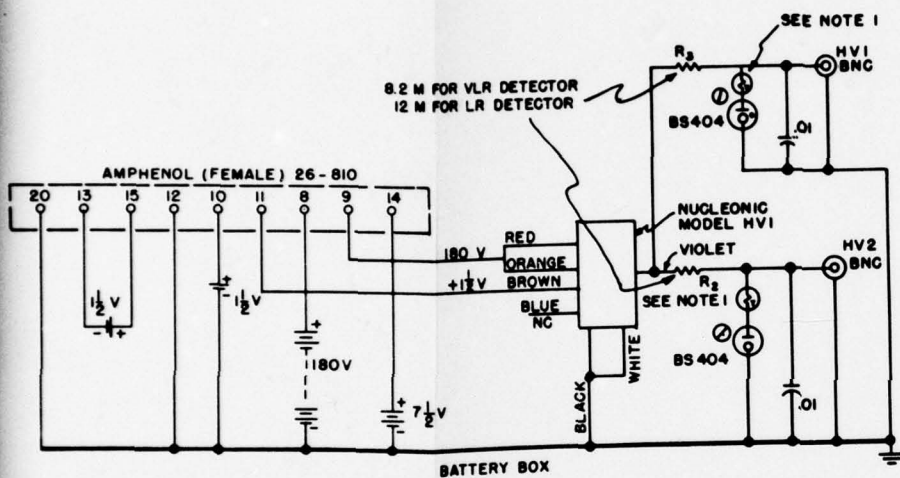 SEE NOTE 1
R3
HV1
BNC
8.2 M FOR VLR DETECTOR
12 M FOR LR DETECTOR
BS404
.01
AMPHENOL (FEMALE) 26-810
20 13 15 12 10 11 8 9 14
NUCLEONIC
MODEL HV1
RED
VIOLET
HV2
BNC
180 V
ORANGE
R2
+1½V
BROWN
SEE NOTE 1
1½ V
1½V
BLUE
NC
BS404
180V
WHITE
BLACK
7½V
.01
BATTERY BOX